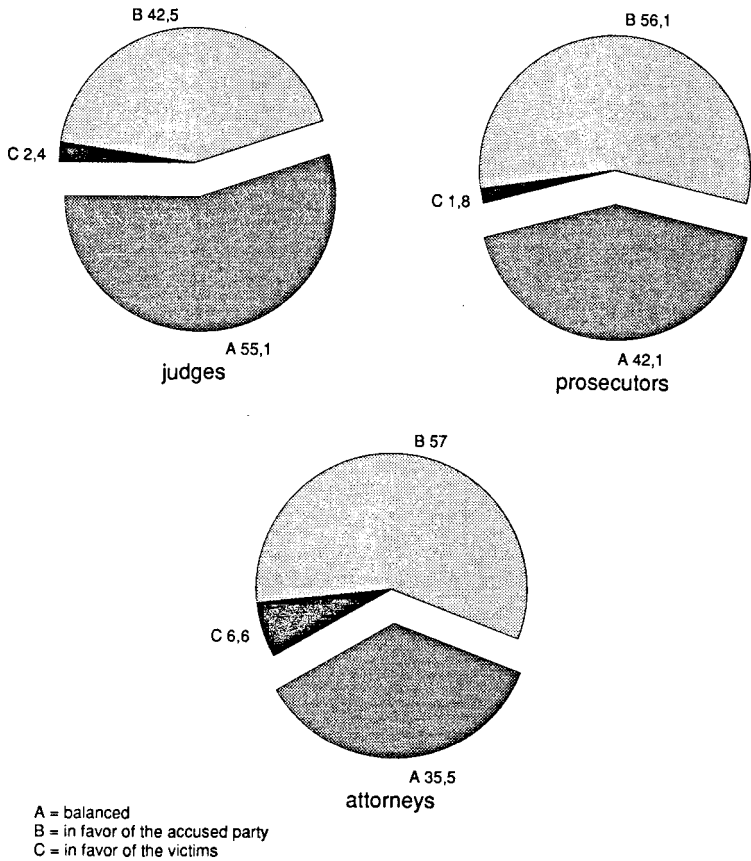 B 42,5
C 2,4
A 55,1
judges
B 56,1
C 1,8
A 42,1
prosecutors
B 57
C 6,6
A 35,5
attorneys
A = balanced
B = in favor of the accused party
C = in favor of the victims